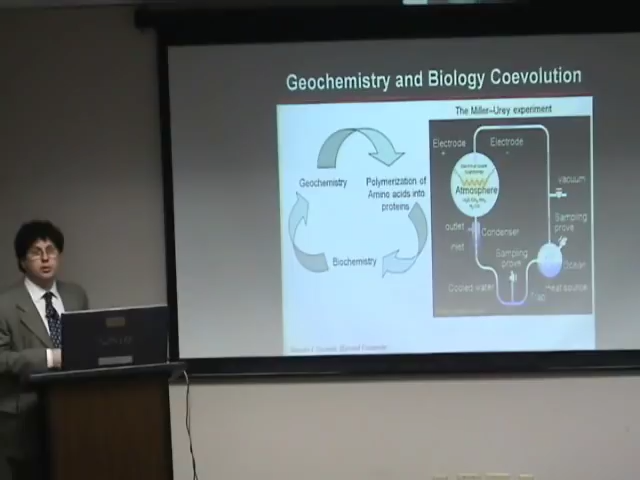 Geochemistry and Biology Coevolution
The Miller–Urey experiment
Electrode
+
Electrode
-
Geochemistry
Polymerization of
Amino acids into
proteins
Biochemistry
Atmosphere
vacuum
outlet
Condenser
inlet
Sampling
prove
Sampling
prove
Ocean
Cooled water
Trap
heat source